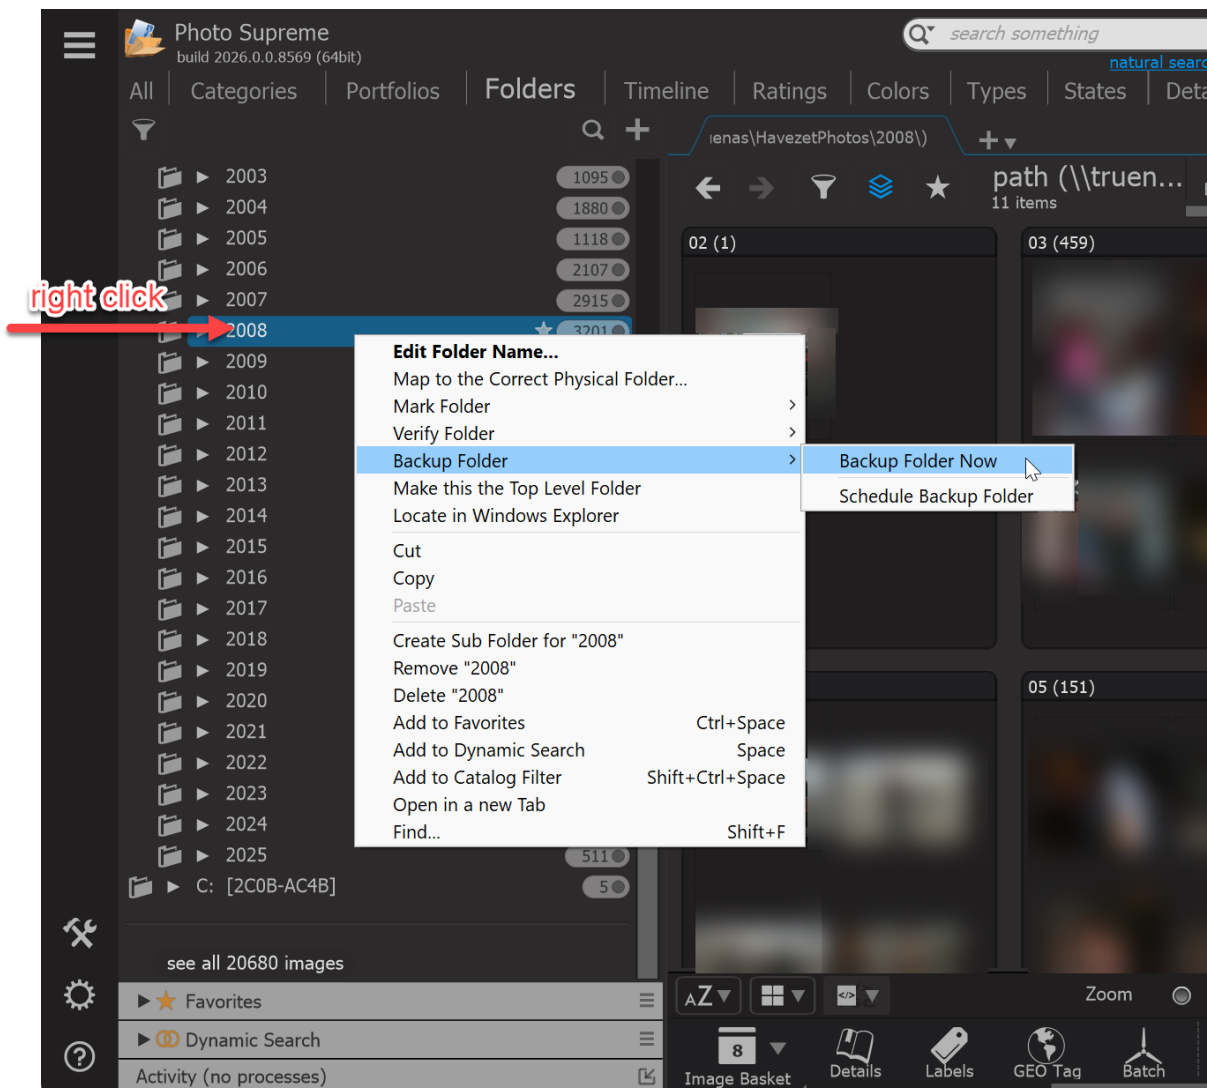 Photo Supreme
build 2026.0.0.8569 (64bit)
search something
natural sear
All Categories Portfolios Folders Timeline Ratings Colors Types States Deta
\HavezetPhotos\2008\)
path (\\truen...
11 items
2003 1095
2004 1880
2005 1118
2006 2107
2007 2915
right click
2008 3201
2009
2010
2011
2012
2013
2014
2015
2016
2017
2018
2019
2020
2021
2022
2023
2024
2025 511
C: [2C0B-AC4B] 5
see all 20680 images
Favorites
Dynamic Search
Activity (no processes)
Edit Folder Name...
Map to the Correct Physical Folder...
Mark Folder
Verify Folder
Backup Folder
Make this the Top Level Folder
Locate in Windows Explorer
Cut
Copy
Paste
Create Sub Folder for "2008"
Remove "2008"
Delete "2008"
Add to Favorites Ctrl+Space
Add to Dynamic Search Space
Add to Catalog Filter Shift+Ctrl+Space
Open in a new Tab
Find... Shift+F
Backup Folder Now
Schedule Backup Folder
02 (1)
03 (459)
05 (151)
AZ
Zoom
8
Image Basket
Details
Labels
GEO Tag
Batch